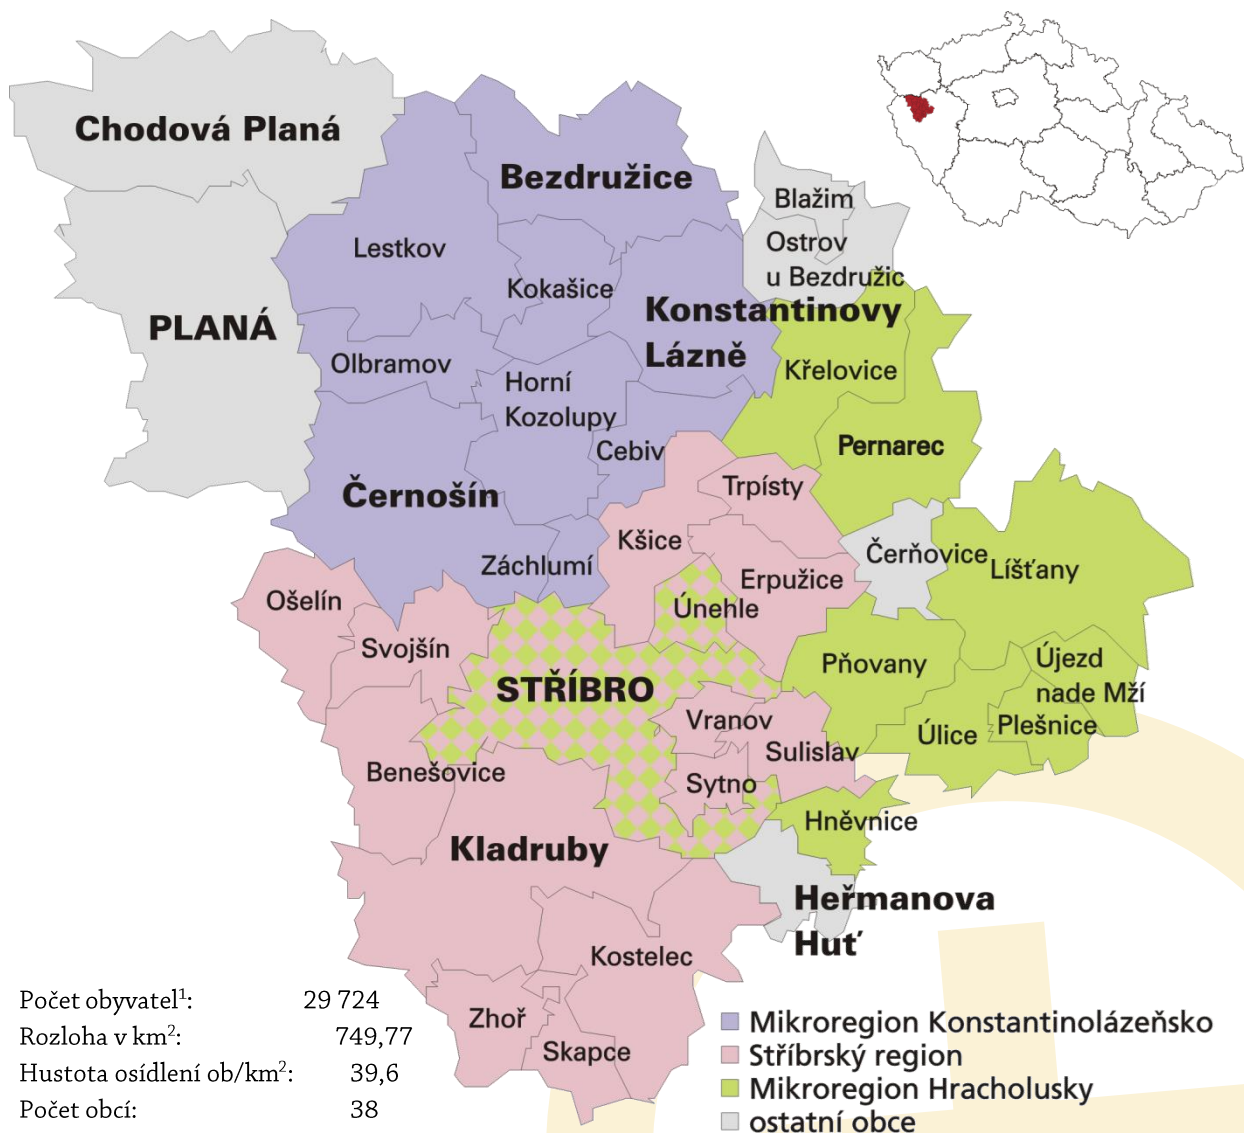 Chodová Planá
Bezdružice
Blažim
Lestkov
Ostrov
u Bezdružic
Kokašice
Konstantinovy
Lázně
PLANÁ
Olbramov
Křelovice
Horní
Kozolupy
Cebiv
Pernarec
Černošín
Trpísty
Kšice
Záchlumí
Čerňovice
Líšťany
Erpužice
Ošelín
Únehle
Svojšín
Pňovany
Újezd
nade Mží
STŘÍBRO
Vranov
Plešnice
Úlice
Sulislav
Benešovice
Sytno
Hněvnice
Kladruby
Heřmanova
Huť
Kostelec
Zhoř
Skapce
Počet obyvatel1: 29 724
Rozloha v km2: 749,77
Hustota osídlení ob/km2: 39,6
Počet obcí: 38
Mikroregion Konstantinolázeňsko
Stříbrský region
Mikroregion Hracholusky
ostatní obce